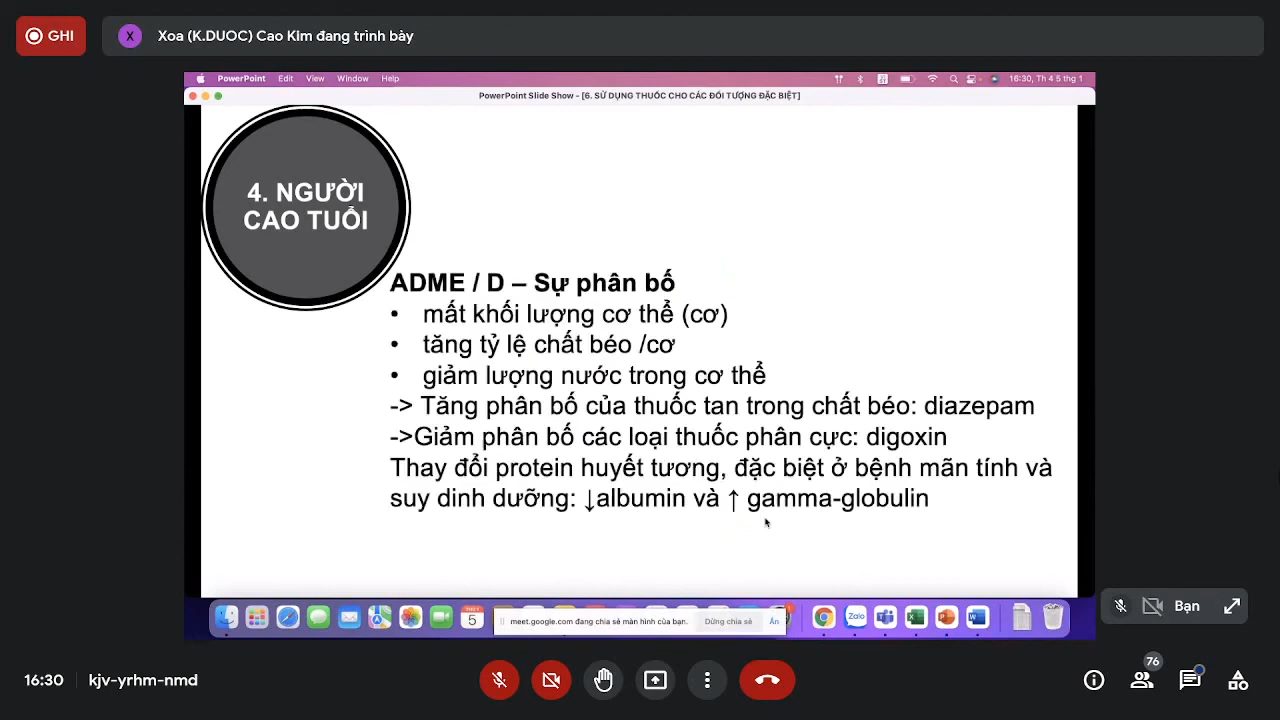 GHI
X
Xoa (K.DUOC) Cao Kim đang trình bày
PowerPoint Edit View Window Help
16:30, Th 4 5 thg 1
PowerPoint Slide Show - [6. SỬ DỤNG THUỐC CHO CÁC ĐỐI TƯỢNG ĐẶC BIỆT]
4. NGƯỜI
CAO TUỔI
ADME / D – Sự phân bố
• mất khối lượng cơ thể (cơ)
• tăng tỷ lệ chất béo /cơ
• giảm lượng nước trong cơ thể
-> Tăng phân bố của thuốc tan trong chất béo: diazepam
->Giảm phân bố các loại thuốc phân cực: digoxin
Thay đổi protein huyết tương, đặc biệt ở bệnh mãn tính và
suy dinh dưỡng: ↓albumin và ↑ gamma-globulin
5
meet.google.com đang chia sẻ màn hình của bạn.
Dừng chia sẻ
Ẩn
Zalo
Bạn
16:30
kjv-yrhm-nmd
76